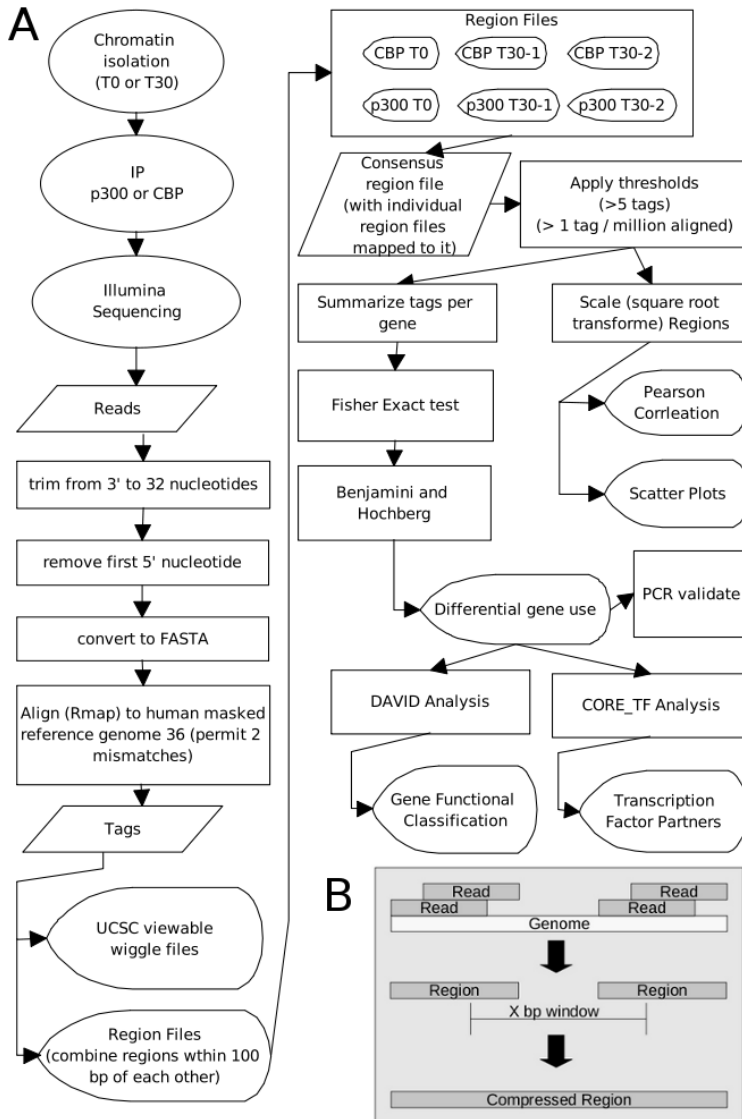 A
Chromatin
isolation
(T0 or T30)
IP
p300 or CBP
Illumina
Sequencing
Reads
trim from 3' to 32 nucleotides
remove first 5' nucleotide
convert to FASTA
Align (Rmap) to human masked
reference genome 36 (permit 2
mismatches)
Tags
UCSC viewable
wiggle files
Region Files
(combine regions wthin 100
bp of each other)
Region Files
CBP T0
CBP T30-1
CBP T30-2
p300 T0
p300 T30-1
p300 T30-2
Consensus
region file
(with individual
region files
mapped to it)
Apply thresholds
(>5 tags)
(> 1 tag / million aligned)
Summarize tags per
gene
Scale (square root
transforme) Regions
Fisher Exact test
Pearson
Corrleation
Benjamini and
Hochberg
Scatter Plots
Differential gene use
PCR validate
DAVID Analysis
CORE_TF Analysis
Gene Functional
Classification
Transcription
Factor Partners
B
Read
Read
Read
Read
Genome
Region
Region
X bp window
Compressed Region